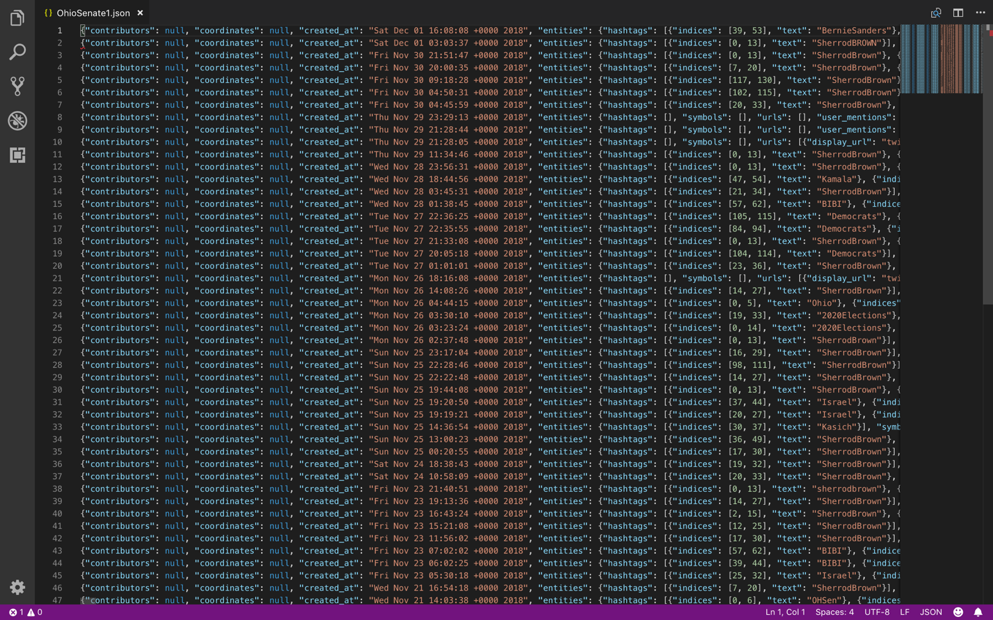 {} OhioSenate1.json ×
1 {"contributors": null, "coordinates": null, "created_at": "Sat Dec 01 16:08:08 +0000 2018", "entities": {"hashtags": [{"indices": [39, 53], "text": "BernieSanders"},
2 {"contributors": null, "coordinates": null, "created_at": "Sat Dec 01 03:03:37 +0000 2018", "entities": {"hashtags": [{"indices": [0, 13], "text": "SherrodBROWN"}],
3 {"contributors": null, "coordinates": null, "created_at": "Fri Nov 30 21:51:47 +0000 2018", "entities": {"hashtags": [{"indices": [0, 13], "text": "SherrodBrown"}, {
4 {"contributors": null, "coordinates": null, "created_at": "Fri Nov 30 20:00:35 +0000 2018", "entities": {"hashtags": [{"indices": [7, 20], "text": "SherrodBrown"}, {
5 {"contributors": null, "coordinates": null, "created_at": "Fri Nov 30 09:18:28 +0000 2018", "entities": {"hashtags": [{"indices": [117, 130], "text": "SherrodBrown"}
6 {"contributors": null, "coordinates": null, "created_at": "Fri Nov 30 04:50:31 +0000 2018", "entities": {"hashtags": [{"indices": [102, 115], "text": "SherrodBrown"}
7 {"contributors": null, "coordinates": null, "created_at": "Fri Nov 30 04:45:59 +0000 2018", "entities": {"hashtags": [{"indices": [20, 33], "text": "SherrodBrown"},
8 {"contributors": null, "coordinates": null, "created_at": "Thu Nov 29 23:29:13 +0000 2018", "entities": {"hashtags": [], "symbols": [], "urls": [], "user_mentions":
9 {"contributors": null, "coordinates": null, "created_at": "Thu Nov 29 21:28:44 +0000 2018", "entities": {"hashtags": [], "symbols": [], "urls": [], "user_mentions":
10 {"contributors": null, "coordinates": null, "created_at": "Thu Nov 29 21:28:05 +0000 2018", "entities": {"hashtags": [], "symbols": [], "urls": [{"display_url": "twi
11 {"contributors": null, "coordinates": null, "created_at": "Thu Nov 29 11:34:46 +0000 2018", "entities": {"hashtags": [{"indices": [0, 13], "text": "SherrodBrown"}, {
12 {"contributors": null, "coordinates": null, "created_at": "Wed Nov 28 23:56:31 +0000 2018", "entities": {"hashtags": [{"indices": [0, 13], "text": "SherrodBrown"}, {
13 {"contributors": null, "coordinates": null, "created_at": "Wed Nov 28 18:44:56 +0000 2018", "entities": {"hashtags": [{"indices": [47, 54], "text": "Kamala"}, {"indi
14 {"contributors": null, "coordinates": null, "created_at": "Wed Nov 28 03:45:31 +0000 2018", "entities": {"hashtags": [{"indices": [21, 34], "text": "SherrodBrown"}],
15 {"contributors": null, "coordinates": null, "created_at": "Wed Nov 28 01:38:45 +0000 2018", "entities": {"hashtags": [{"indices": [57, 62], "text": "BIBI"}, {"indice
16 {"contributors": null, "coordinates": null, "created_at": "Tue Nov 27 22:36:25 +0000 2018", "entities": {"hashtags": [{"indices": [105, 115], "text": "Democrats"}, {
17 {"contributors": null, "coordinates": null, "created_at": "Tue Nov 27 22:35:55 +0000 2018", "entities": {"hashtags": [{"indices": [84, 94], "text": "Democrats"}, {"i
18 {"contributors": null, "coordinates": null, "created_at": "Tue Nov 27 21:33:08 +0000 2018", "entities": {"hashtags": [{"indices": [0, 13], "text": "SherrodBrown"}, {
19 {"contributors": null, "coordinates": null, "created_at": "Tue Nov 27 20:05:18 +0000 2018", "entities": {"hashtags": [{"indices": [104, 114], "text": "Democrats"}],
20 {"contributors": null, "coordinates": null, "created_at": "Tue Nov 27 01:01:01 +0000 2018", "entities": {"hashtags": [{"indices": [23, 36], "text": "SherrodBrown"},
21 {"contributors": null, "coordinates": null, "created_at": "Mon Nov 26 18:16:08 +0000 2018", "entities": {"hashtags": [], "symbols": [], "urls": [{"display_url": "twi
22 {"contributors": null, "coordinates": null, "created_at": "Mon Nov 26 14:08:26 +0000 2018", "entities": {"hashtags": [{"indices": [14, 27], "text": "SherrodBrown"}],
23 {"contributors": null, "coordinates": null, "created_at": "Mon Nov 26 04:44:15 +0000 2018", "entities": {"hashtags": [{"indices": [0, 5], "text": "Ohio"}, {"indices"
24 {"contributors": null, "coordinates": null, "created_at": "Mon Nov 26 03:30:10 +0000 2018", "entities": {"hashtags": [{"indices": [19, 33], "text": "2020Elections"},
25 {"contributors": null, "coordinates": null, "created_at": "Mon Nov 26 03:23:24 +0000 2018", "entities": {"hashtags": [{"indices": [0, 14], "text": "2020Elections"},
26 {"contributors": null, "coordinates": null, "created_at": "Mon Nov 26 02:37:48 +0000 2018", "entities": {"hashtags": [{"indices": [0, 13], "text": "SherrodBrown"}],
27 {"contributors": null, "coordinates": null, "created_at": "Sun Nov 25 23:17:04 +0000 2018", "entities": {"hashtags": [{"indices": [16, 29], "text": "SherrodBrown"}],
28 {"contributors": null, "coordinates": null, "created_at": "Sun Nov 25 22:28:46 +0000 2018", "entities": {"hashtags": [{"indices": [98, 111], "text": "SherrodBrown"}]
29 {"contributors": null, "coordinates": null, "created_at": "Sun Nov 25 22:22:48 +0000 2018", "entities": {"hashtags": [{"indices": [14, 27], "text": "SherrodBrown"}],
30 {"contributors": null, "coordinates": null, "created_at": "Sun Nov 25 19:44:08 +0000 2018", "entities": {"hashtags": [{"indices": [0, 13], "text": "SherrodBrown"}, {
31 {"contributors": null, "coordinates": null, "created_at": "Sun Nov 25 19:20:50 +0000 2018", "entities": {"hashtags": [{"indices": [37, 44], "text": "Israel"}, {"indi
32 {"contributors": null, "coordinates": null, "created_at": "Sun Nov 25 19:19:21 +0000 2018", "entities": {"hashtags": [{"indices": [20, 27], "text": "Israel"}, {"indi
33 {"contributors": null, "coordinates": null, "created_at": "Sun Nov 25 14:36:54 +0000 2018", "entities": {"hashtags": [{"indices": [30, 37], "text": "Kasich"}], "symb
34 {"contributors": null, "coordinates": null, "created_at": "Sun Nov 25 13:00:23 +0000 2018", "entities": {"hashtags": [{"indices": [36, 49], "text": "SherrodBrown"},
35 {"contributors": null, "coordinates": null, "created_at": "Sun Nov 25 00:20:55 +0000 2018", "entities": {"hashtags": [{"indices": [17, 30], "text": "SherrodBrown"}],
36 {"contributors": null, "coordinates": null, "created_at": "Sat Nov 24 18:38:43 +0000 2018", "entities": {"hashtags": [{"indices": [19, 32], "text": "SherrodBrown"},
37 {"contributors": null, "coordinates": null, "created_at": "Sat Nov 24 10:58:09 +0000 2018", "entities": {"hashtags": [{"indices": [20, 33], "text": "SherrodBrown"},
38 {"contributors": null, "coordinates": null, "created_at": "Fri Nov 23 21:40:51 +0000 2018", "entities": {"hashtags": [{"indices": [0, 13], "text": "sherrodbrown"}, {
39 {"contributors": null, "coordinates": null, "created_at": "Fri Nov 23 19:13:36 +0000 2018", "entities": {"hashtags": [{"indices": [14, 27], "text": "SherrodBrown"},
40 {"contributors": null, "coordinates": null, "created_at": "Fri Nov 23 16:43:24 +0000 2018", "entities": {"hashtags": [{"indices": [2, 15], "text": "SherrodBrown"}, {
41 {"contributors": null, "coordinates": null, "created_at": "Fri Nov 23 15:21:08 +0000 2018", "entities": {"hashtags": [{"indices": [12, 25], "text": "SherrodBrown"}],
42 {"contributors": null, "coordinates": null, "created_at": "Fri Nov 23 11:56:02 +0000 2018", "entities": {"hashtags": [{"indices": [17, 30], "text": "SherrodBrown"}],
43 {"contributors": null, "coordinates": null, "created_at": "Fri Nov 23 07:02:02 +0000 2018", "entities": {"hashtags": [{"indices": [57, 62], "text": "BIBI"}, {"indice
44 {"contributors": null, "coordinates": null, "created_at": "Fri Nov 23 06:02:25 +0000 2018", "entities": {"hashtags": [{"indices": [39, 44], "text": "BIBI"}, {"indice
45 {"contributors": null, "coordinates": null, "created_at": "Fri Nov 23 05:30:18 +0000 2018", "entities": {"hashtags": [{"indices": [25, 32], "text": "Israel"}, {"indi
46 {"contributors": null, "coordinates": null, "created_at": "Wed Nov 21 16:54:18 +0000 2018", "entities": {"hashtags": [{"indices": [7, 20], "text": "SherrodBrown"}, {
47 {"contributors": null, "coordinates": null, "created_at": "Wed Nov 21 14:03:38 +0000 2018", "entities": {"hashtags": [{"indices": [0, 6], "text": "OHSen"}, {"indices
1 0 Ln 1, Col 1 Spaces: 4 UTF-8 LF JSON